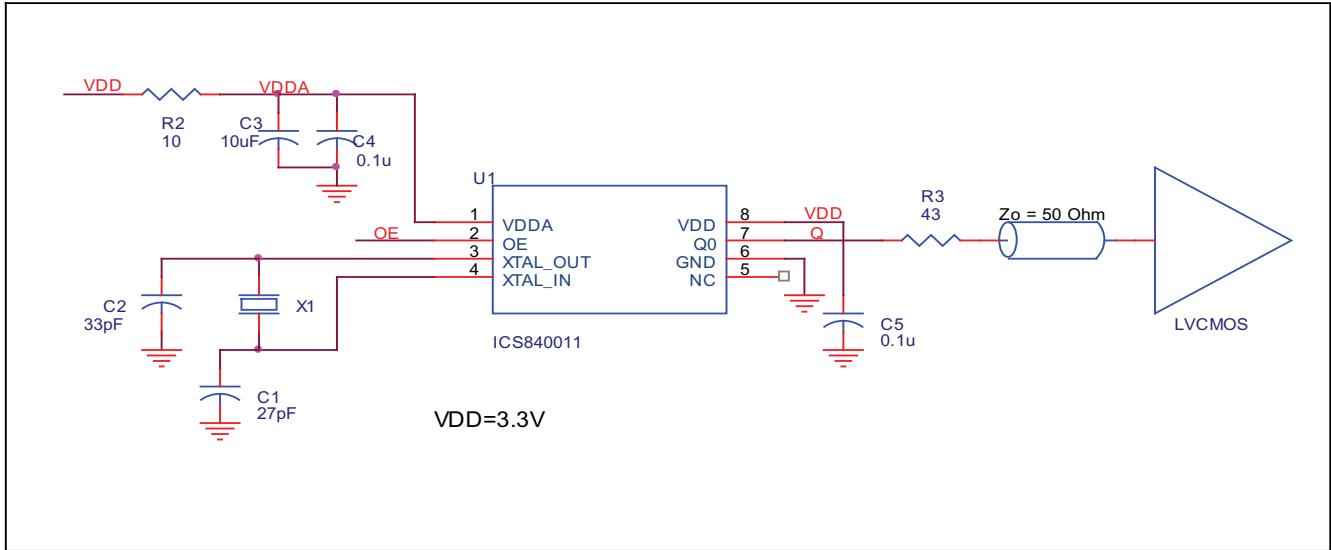 VDD
VDDA
R2
10
C3
10uF
C4
0.1u
U1
1
VDDA
2
OE
OE
3
XTAL_OUT
4
XTAL_IN
VDD
8
VDD
Q0
7
Q
GND
6
NC
5
R3
43
Zo = 50 Ohm
C2
33pF
X1
C1
27pF
ICS840011
C5
0.1u
LVCMOS
VDD=3.3V